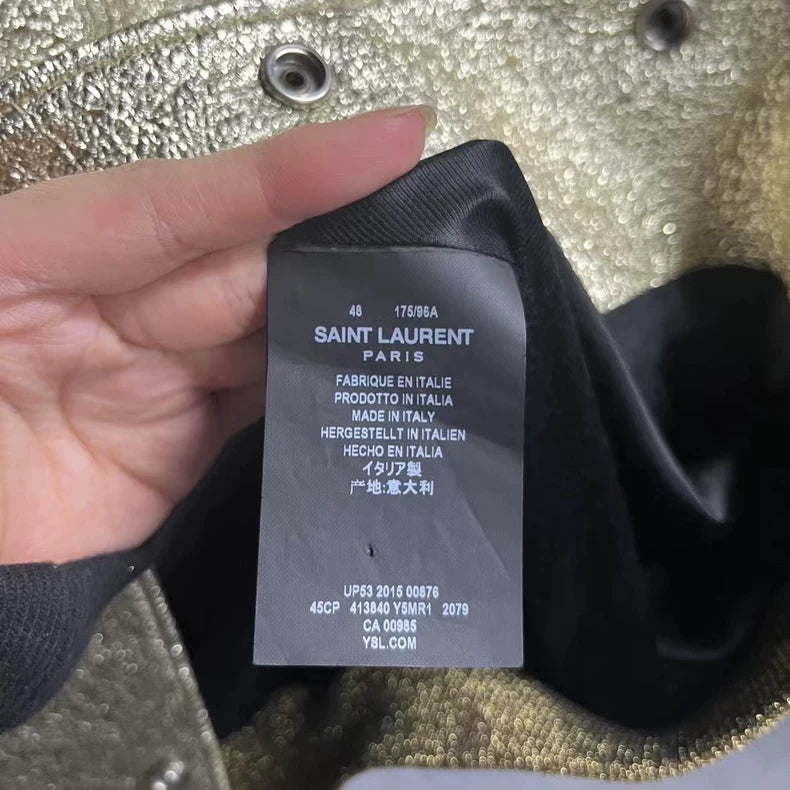 48 175/96A
SAINT LAURENT
PARIS
FABRIQUE EN ITALIE
PRODOTTO IN ITALIA
MADE IN ITALY
HERGESTELLT IN ITALIEN
HECHO EN ITALIA
イタリア製
产地:意大利
UP53 2015 00876
45CP 413840 Y5MR1 2079
CA 00985
YSL.COM